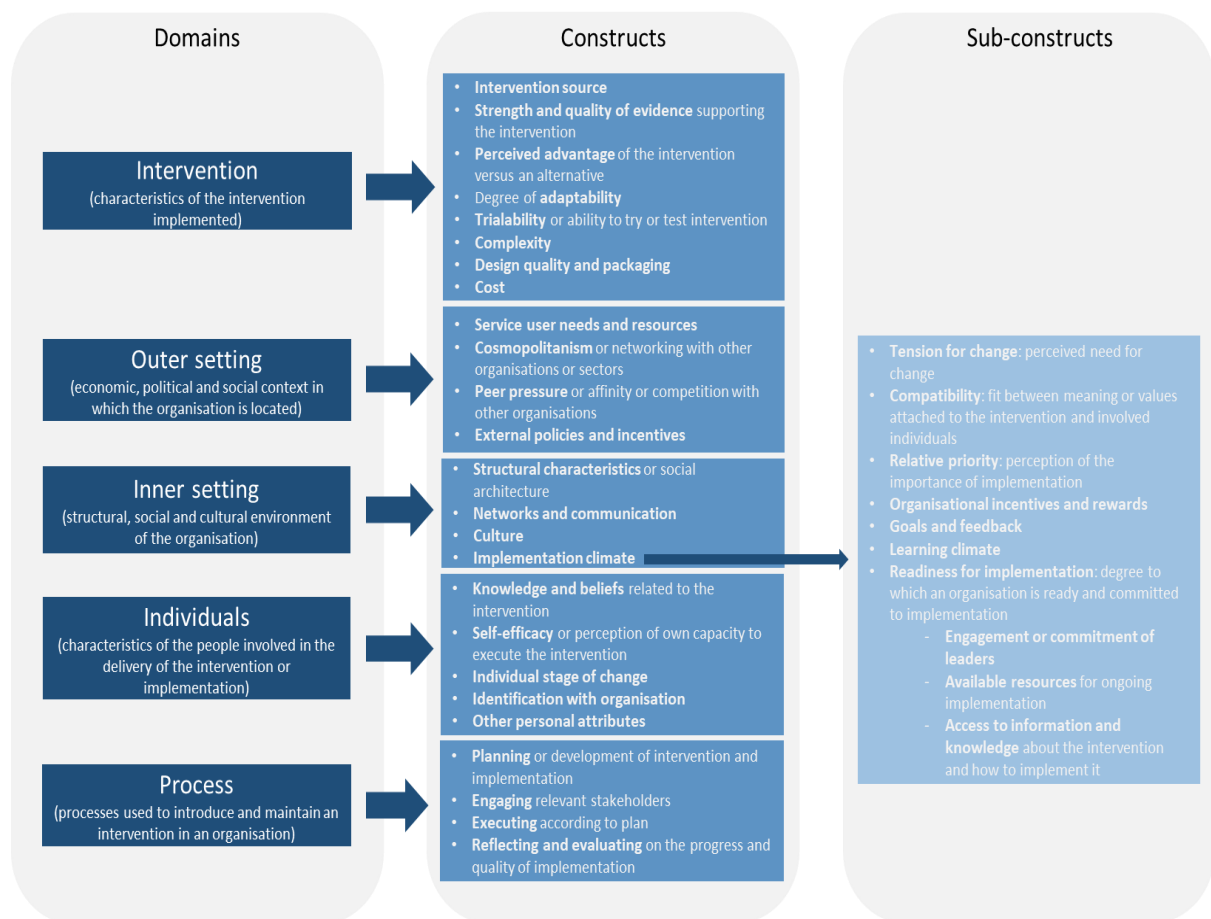 Domains
Intervention
(characteristics of the intervention
implemented)
Outer setting
(economic, political and social context in
which the organisation is located)
Inner setting
(structural, social and cultural environment
of the organisation)
Individuals
(characteristics of the people involved in the
delivery of the intervention or
implementation)
Process
(processes used to introduce and maintain an
intervention in an organisation)
Constructs
• Intervention source
• Strength and quality of evidence supporting
the intervention
• Perceived advantage of the intervention
versus an alternative
• Degree of adaptability
• Trialability or ability to try or test intervention
• Complexity
• Design quality and packaging
• Cost
• Service user needs and resources
• Cosmopolitanism or networking with other
organisations or sectors
• Peer pressure or affinity or competition with
other organisations
• External policies and incentives
• Structural characteristics or social
architecture
• Networks and communication
• Culture
• Implementation climate
• Knowledge and beliefs related to the
intervention
• Self-efficacy or perception of own capacity to
execute the intervention
• Individual stage of change
• Identification with organisation
• Other personal attributes
• Planning or development of intervention and
implementation
• Engaging relevant stakeholders
• Executing according to plan
• Reflecting and evaluating on the progress and
quality of implementation
Sub-constructs
• Tension for change: perceived need for
change
• Compatibility: fit between meaning or values
attached to the intervention and involved
individuals
• Relative priority: perception of the
importance of implementation
• Organisational incentives and rewards
• Goals and feedback
• Learning climate
• Readiness for implementation: degree to
which an organisation is ready and committed
to implementation
- Engagement or commitment of
leaders
- Available resources for ongoing
implementation
- Access to information and
knowledge about the intervention
and how to implement it